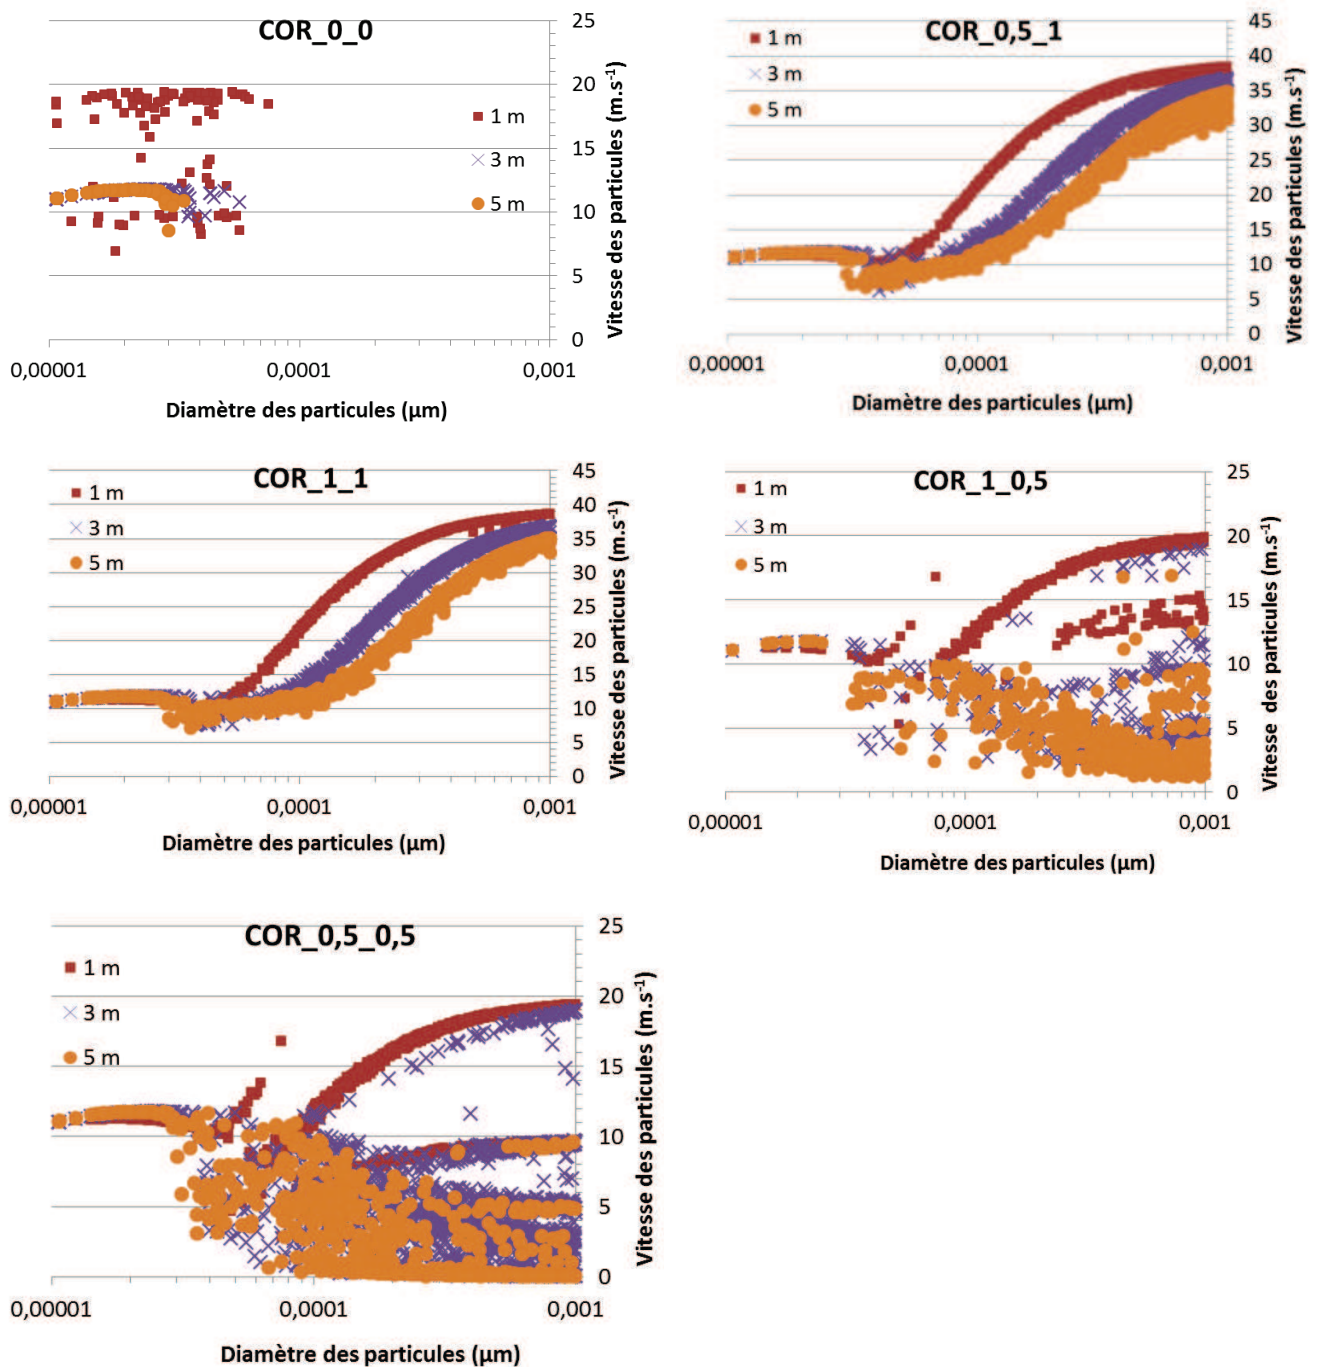 COR_0_0
25
20
15
10
5
0
1 m
3 m
5 m
Vitesse des particules (m.s⁻¹)
0,00001
0,0001
0,001
Diamètre des particules (µm)
COR_0,5_1
45
40
35
30
25
20
15
10
5
0
1 m
3 m
5 m
Vitesse des particules (m.s⁻¹)
0,00001
0,0001
0,001
Diamètre des particules (µm)
COR_1_1
45
40
35
30
25
20
15
10
5
0
1 m
3 m
5 m
Vitesse des particules (m.s⁻¹)
0,00001
0,0001
0,001
Diamètre des particules (µm)
COR_1_0,5
25
20
15
10
5
0
1 m
3 m
5 m
Vitesse des particules (m.s⁻¹)
0,00001
0,0001
0,001
Diamètre des particules (µm)
COR_0,5_0,5
25
20
15
10
5
0
1 m
3 m
5 m
Vitesse des particules (m.s⁻¹)
0,00001
0,0001
0,001
Diamètre des particules (µm)